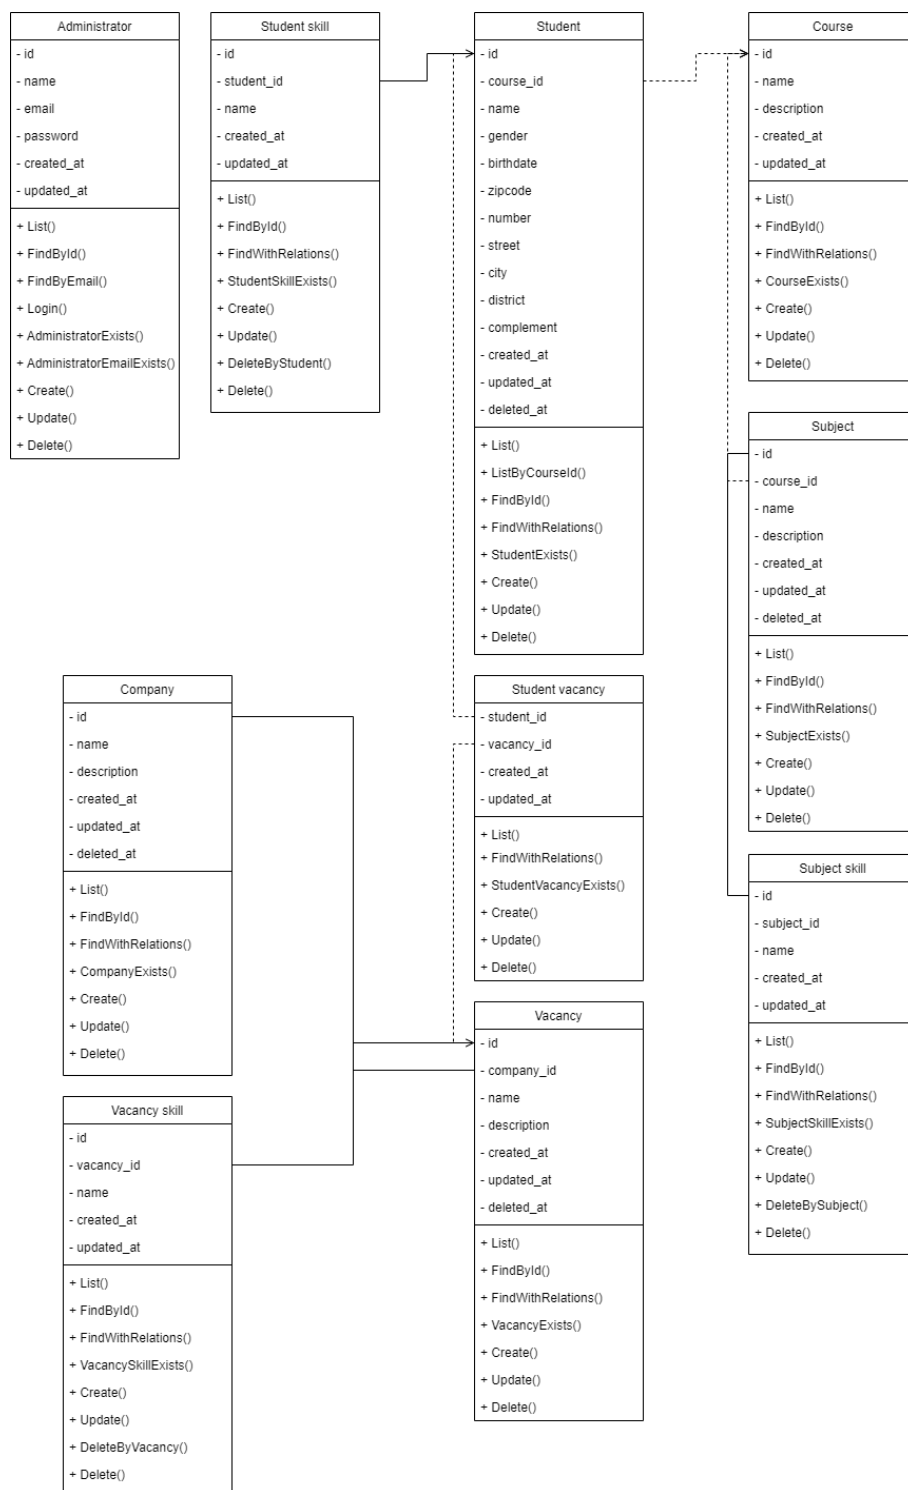 Administrator
- id
- name
- email
- password
- created_at
- updated_at
+ List()
+ FindById()
+ FindByEmail()
+ Login()
+ AdministratorExists()
+ AdministratorEmailExists()
+ Create()
+ Update()
+ Delete()
Student skill
- id
- student_id
- name
- created_at
- updated_at
+ List()
+ FindById()
+ FindWithRelations()
+ StudentSkillExists()
+ Create()
+ Update()
+ DeleteByStudent()
+ Delete()
Student
- id
- course_id
- name
- gender
- birthdate
- zipcode
- number
- street
- city
- district
- complement
- created_at
- updated_at
- deleted_at
+ List()
+ ListByCourseId()
+ FindById()
+ FindWithRelations()
+ StudentExists()
+ Create()
+ Update()
+ Delete()
Course
- id
- name
- description
- created_at
- updated_at
+ List()
+ FindById()
+ FindWithRelations()
+ CourseExists()
+ Create()
+ Update()
+ Delete()
Subject
- id
- course_id
- name
- description
- created_at
- updated_at
- deleted_at
+ List()
+ FindById()
+ FindWithRelations()
+ SubjectExists()
+ Create()
+ Update()
+ Delete()
Company
- id
- name
- description
- created_at
- updated_at
- deleted_at
+ List()
+ FindById()
+ FindWithRelations()
+ CompanyExists()
+ Create()
+ Update()
+ Delete()
Student vacancy
- student_id
- vacancy_id
- created_at
- updated_at
+ List()
+ FindWithRelations()
+ StudentVacancyExists()
+ Create()
+ Update()
+ Delete()
Subject skill
- id
- subject_id
- name
- created_at
- updated_at
+ List()
+ FindById()
+ FindWithRelations()
+ SubjectSkillExists()
+ Create()
+ Update()
+ DeleteBySubject()
+ Delete()
Vacancy
- id
- company_id
- name
- description
- created_at
- updated_at
- deleted_at
+ List()
+ FindById()
+ FindWithRelations()
+ VacancyExists()
+ Create()
+ Update()
+ Delete()
Vacancy skill
- id
- vacancy_id
- name
- created_at
- updated_at
+ List()
+ FindById()
+ FindWithRelations()
+ VacancySkillExists()
+ Create()
+ Update()
+ DeleteByVacancy()
+ Delete()